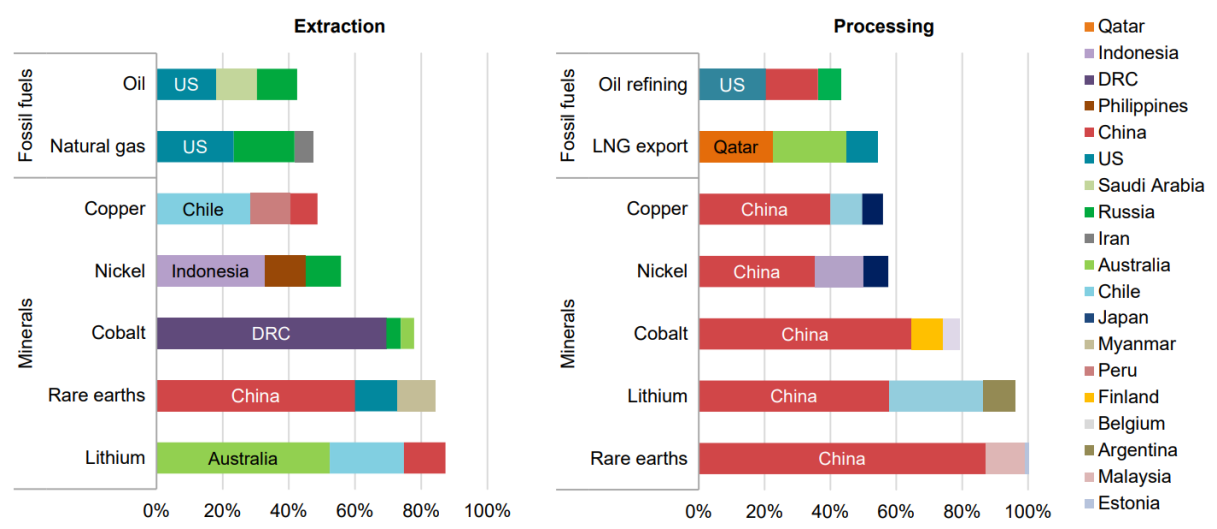 Extraction
Fossil fuels
Oil
US
Natural gas
US
Minerals
Copper
Chile
Nickel
Indonesia
Cobalt
DRC
Rare earths
China
Lithium
Australia
0% 20% 40% 60% 80% 100%
Processing
Fossil fuels
Oil refining
US
LNG export
Qatar
Minerals
Copper
China
Nickel
China
Cobalt
China
Lithium
China
Rare earths
China
0% 20% 40% 60% 80% 100%
Qatar
Indonesia
DRC
Philippines
China
US
Saudi Arabia
Russia
Iran
Australia
Chile
Japan
Myanmar
Peru
Finland
Belgium
Argentina
Malaysia
Estonia